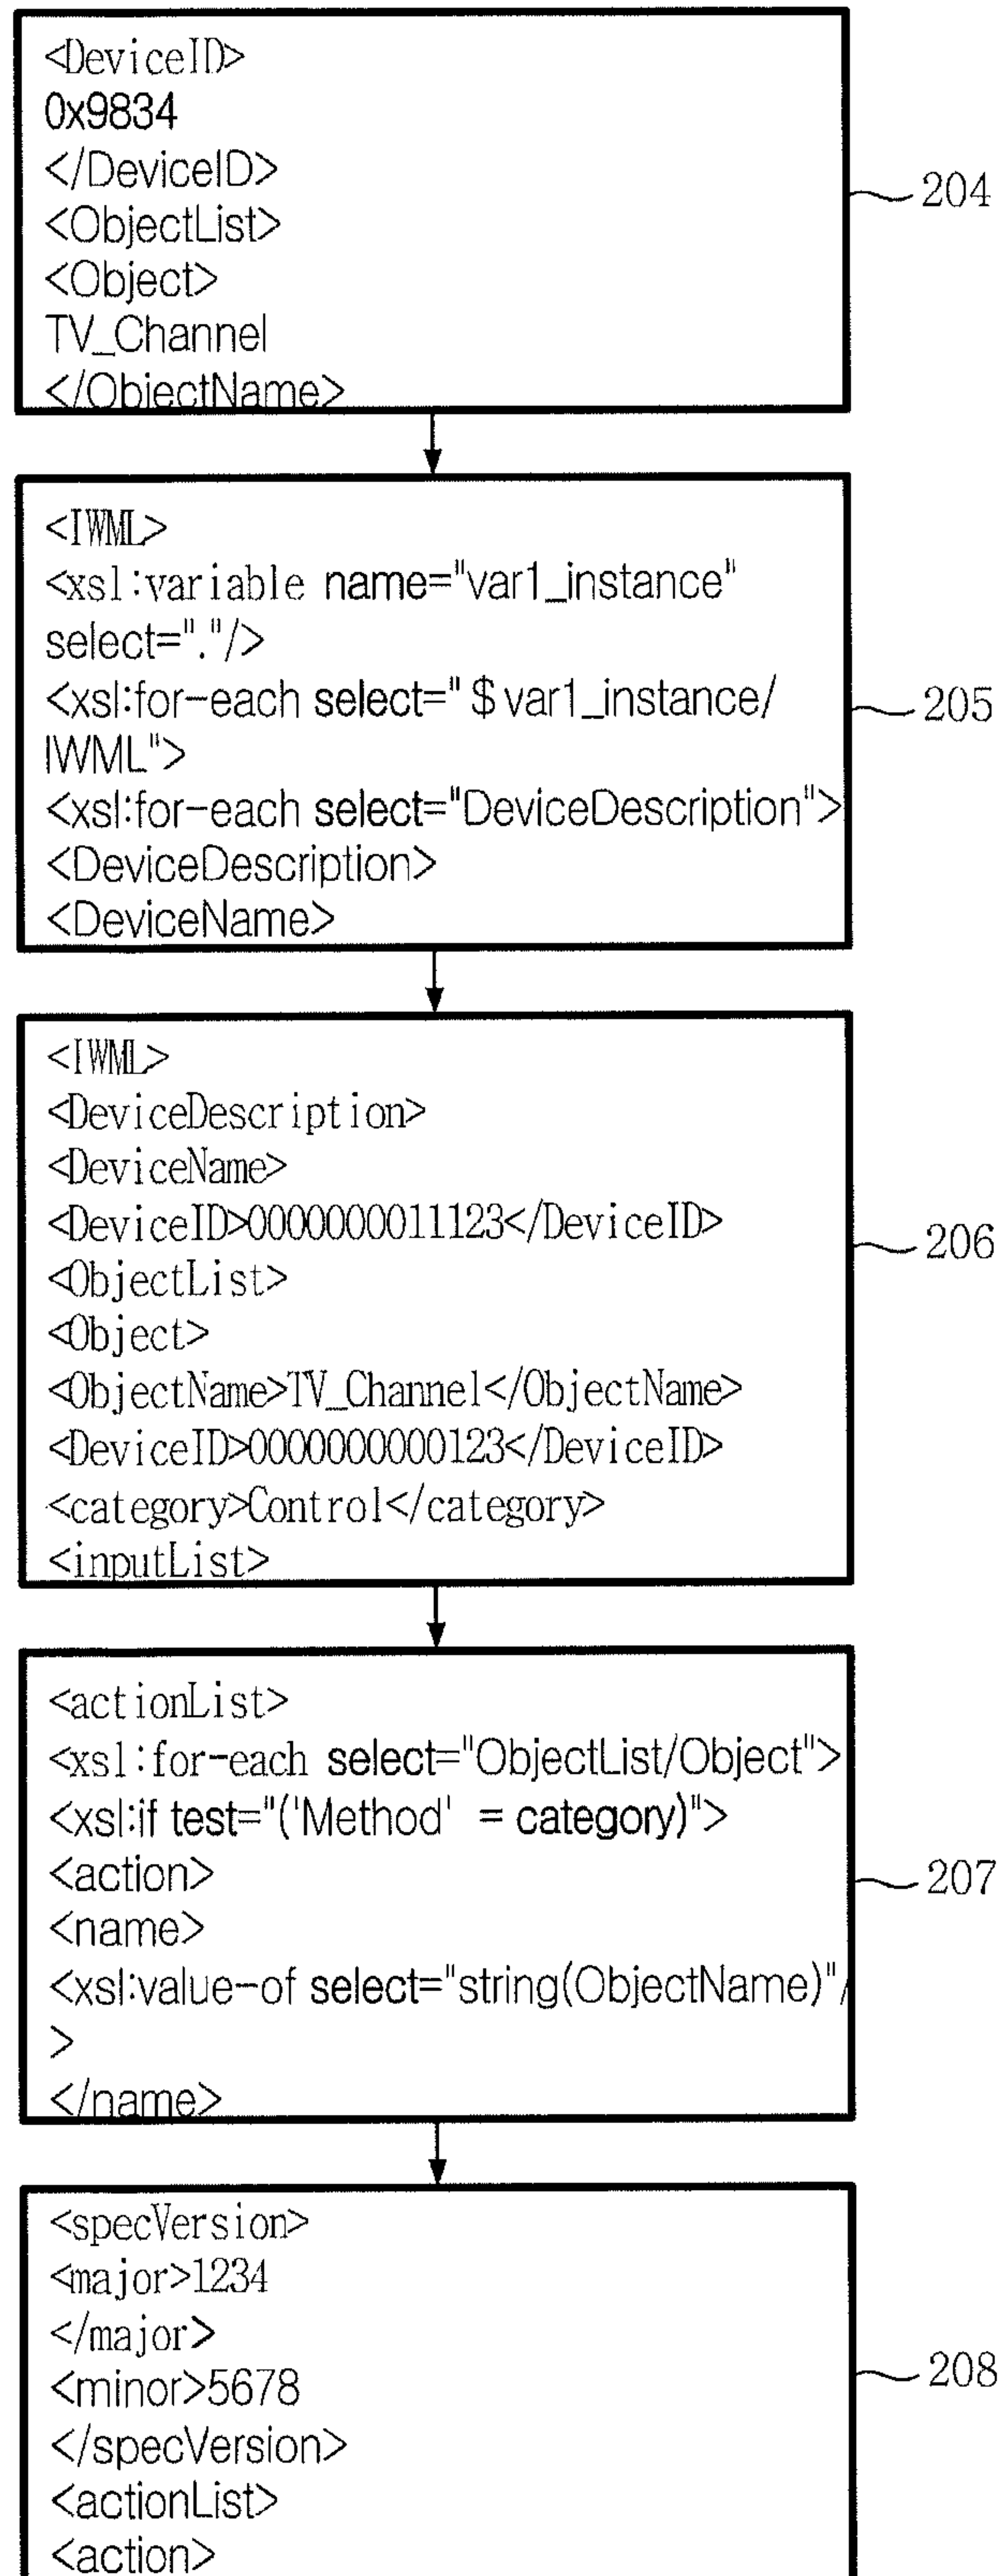 <DeviceID>
0x9834
</DeviceID>
<ObjectList>
<Object>
TV_Channel
</ObjectName>
204
<IWML>
<xsl:variable name="var1_instance"
select="."/>
<xsl:for-each select="$var1_instance/
IWML">
<xsl:for-each select="DeviceDescription">
<DeviceDescription>
<DeviceName>
205
<IWML>
<DeviceDescription>
<DeviceName>
<DeviceID>0000000011123</DeviceID>
<ObjectList>
<Object>
<ObjectName>TV_Channel</ObjectName>
<DeviceID>0000000000123</DeviceID>
<category>Control</category>
<inputList>
206
<actionList>
<xsl:for-each select="ObjectList/Object">
<xsl:if test="('Method' = category)">
<action>
<name>
<xsl:value-of select="string(ObjectName)"/
>
</name>
207
<specVersion>
<major>1234
</major>
<minor>5678
</specVersion>
<actionList>
<action>
208